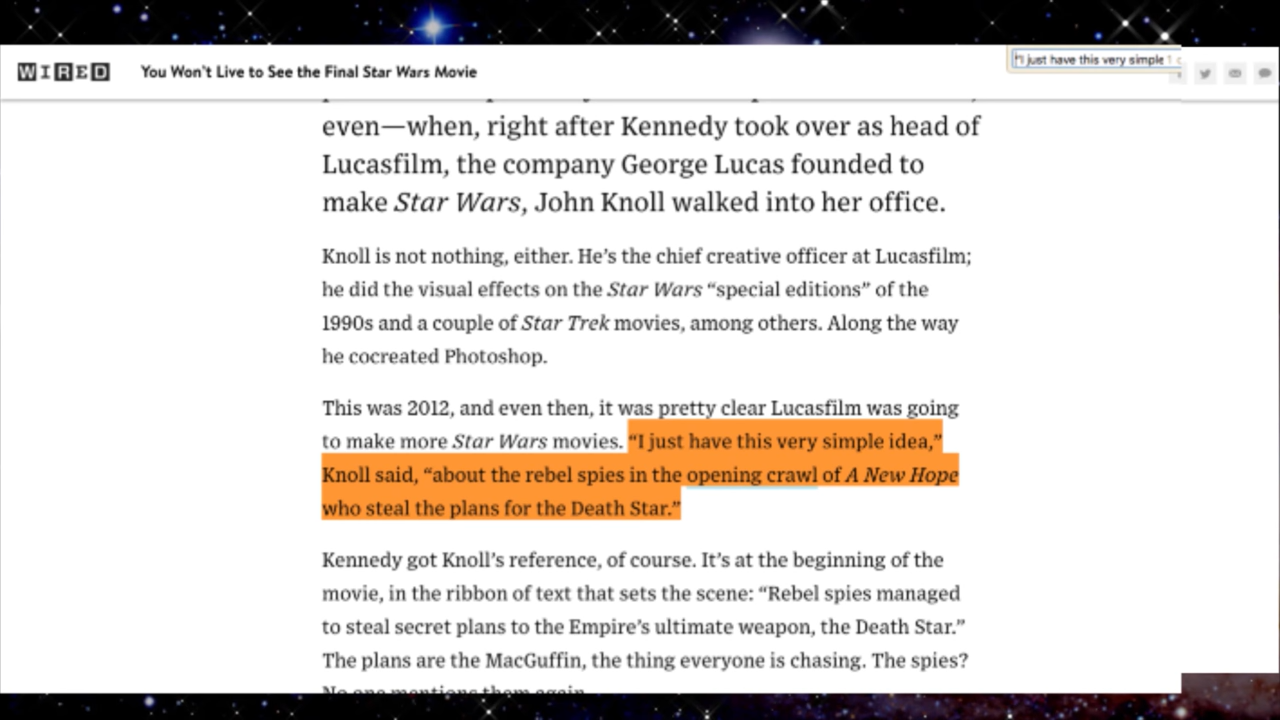 WIRED You Won't Live to See the Final Star Wars Movie
"I just have this very simple
even—when, right after Kennedy took over as head of
Lucasfilm, the company George Lucas founded to
make Star Wars, John Knoll walked into her office.
Knoll is not nothing, either. He's the chief creative officer at Lucasfilm;
he did the visual effects on the Star Wars “special editions” of the
1990s and a couple of Star Trek movies, among others. Along the way
he cocreated Photoshop.
This was 2012, and even then, it was pretty clear Lucasfilm was going
to make more Star Wars movies. “I just have this very simple idea,”
Knoll said, “about the rebel spies in the opening crawl of A New Hope
who steal the plans for the Death Star.”
Kennedy got Knoll’s reference, of course. It’s at the beginning of the
movie, in the ribbon of text that sets the scene: “Rebel spies managed
to steal secret plans to the Empire’s ultimate weapon, the Death Star.”
The plans are the MacGuffin, the thing everyone is chasing. The spies?
No one mentions them again.